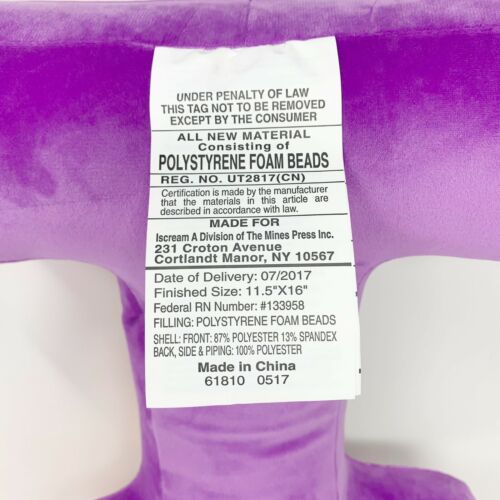 UNDER PENALTY OF LAW
THIS TAG NOT TO BE REMOVED
EXCEPT BY THE CONSUMER
ALL NEW MATERIAL
Consisting of
POLYSTYRENE FOAM BEADS
REG. NO. UT2817(CN)
Certification is made by the manufacturer
that the materials in this article are
described in accordance with law.
MADE FOR
Iscream A Division of The Mines Press Inc.
231 Croton Avenue
Cortlandt Manor, NY 10567
Date of Delivery: 07/2017
Finished Size: 11.5"X16"
Federal RN Number: #133958
FILLING: POLYSTYRENE FOAM BEADS
SHELL: FRONT: 87% POLYESTER 13% SPANDEX
BACK, SIDE & PIPING: 100% POLYESTER
Made in China
61810 0517